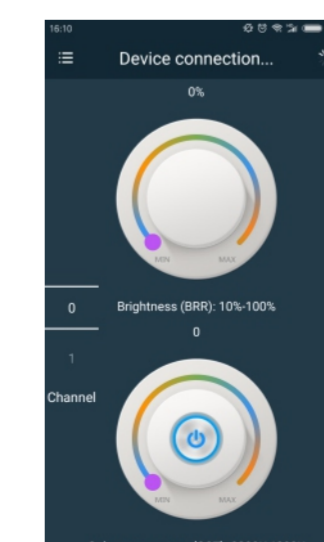 16:10
Device connection...
0%
MIN MAX
0
Brightness (BRR): 10%-100%
0
1
Channel
MIN MAX